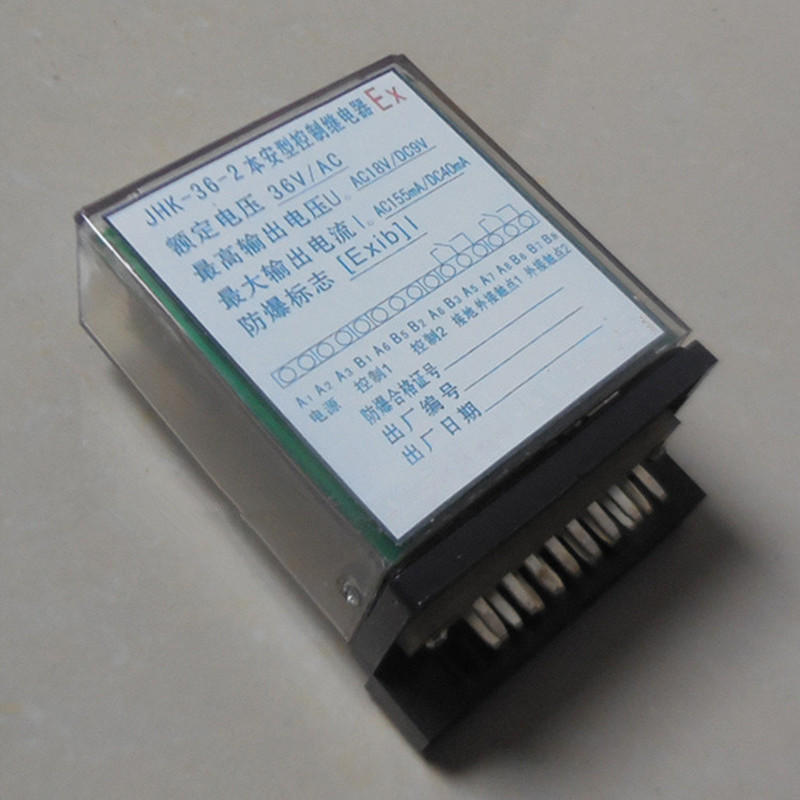 JHK-36-2本安型控制继电器 Ex
额定电压 36V/AC
最高输出电压U。AC18V/DC9V
最大输出电流I。AC155mA/DC40mA
防爆标志 [Exib]I
A₁ A₂ A₃ B₁ A₆ B₅ B₂ A₈ B₃ A₅ A₇ A₈ B₆ B₇ B₈
电源 控制1 控制2 接地 外接触点1 外接触点2
防爆合格证号
出厂编号
出厂日期